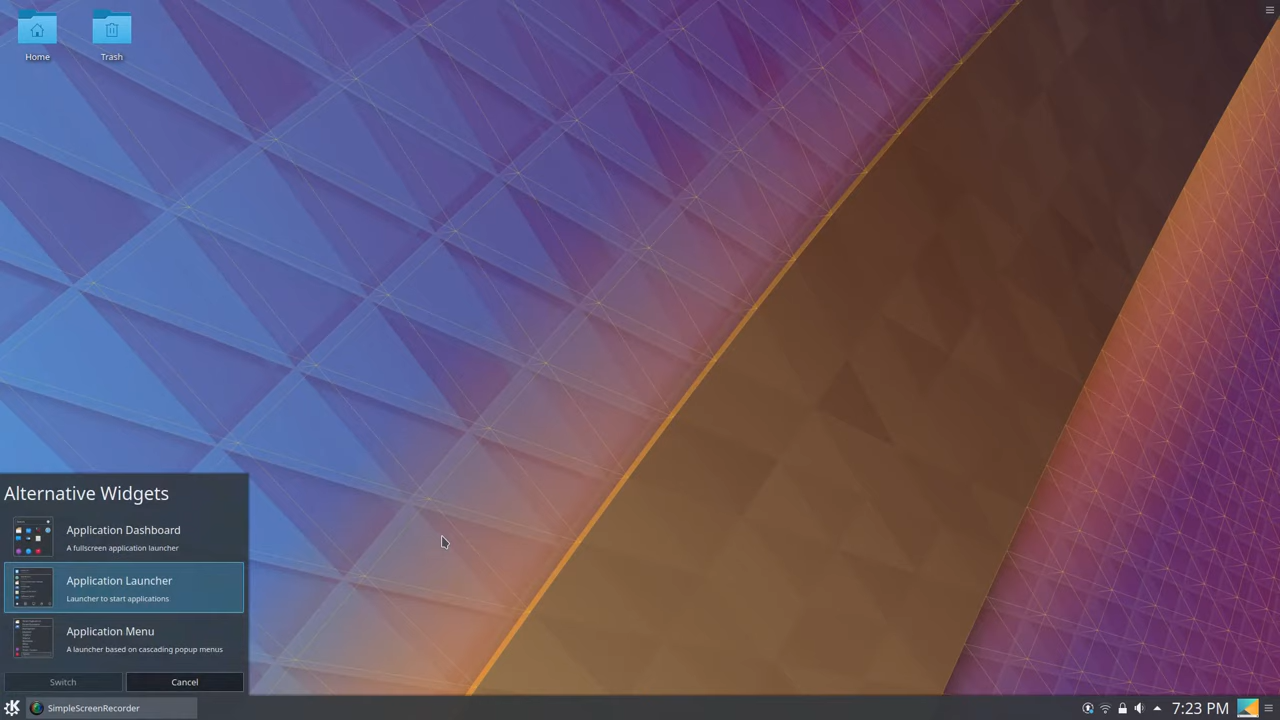 Home
Trash
Alternative Widgets
Application Dashboard
A fullscreen application launcher
Application Launcher
Launcher to start applications
Application Menu
A launcher based on cascading popup menus
Switch
Cancel
SimpleScreenRecorder
7:23 PM